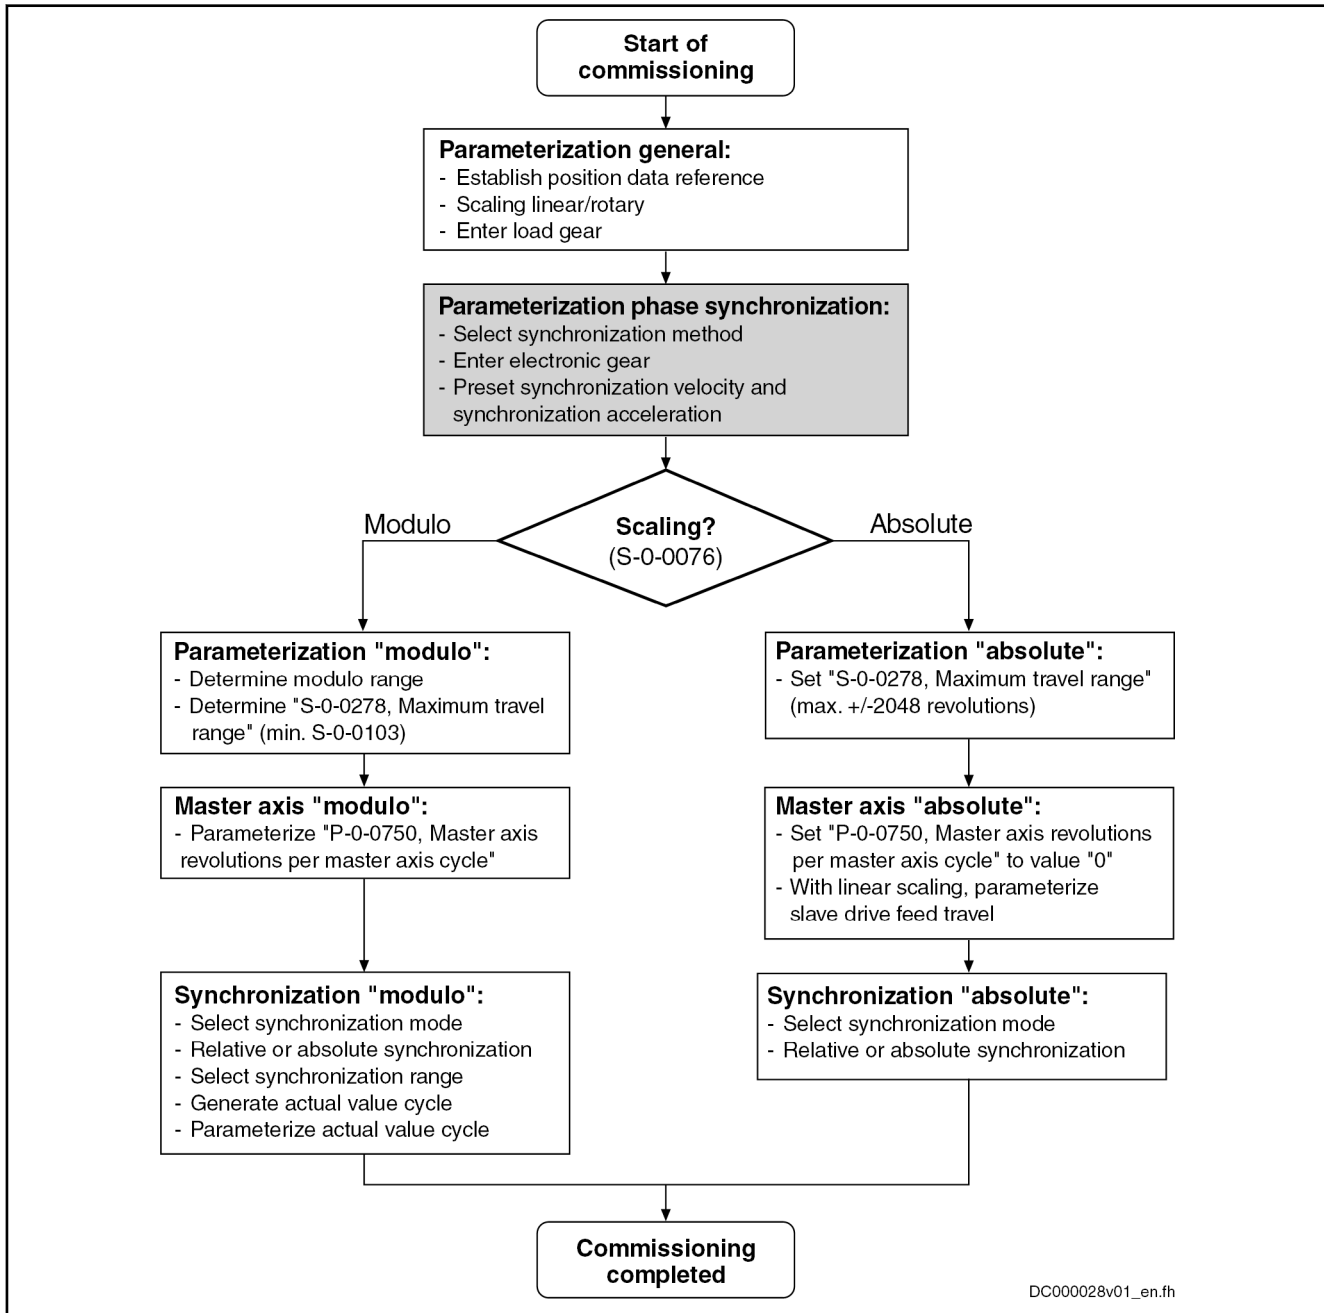 Start of
commissioning
Parameterization general:
- Establish position data reference
- Scaling linear/rotary
- Enter load gear
Parameterization phase synchronization:
- Select synchronization method
- Enter electronic gear
- Preset synchronization velocity and
synchronization acceleration
Modulo
Scaling?
(S-0-0076)
Absolute
Parameterization "modulo":
- Determine modulo range
- Determine "S-0-0278, Maximum travel
range" (min. S-0-0103)
Parameterization "absolute":
- Set "S-0-0278, Maximum travel range"
(max. +/-2048 revolutions)
Master axis "modulo":
- Parameterize "P-0-0750, Master axis
revolutions per master axis cycle"
Master axis "absolute":
- Set "P-0-0750, Master axis revolutions
per master axis cycle" to value "0"
- With linear scaling, parameterize
slave drive feed travel
Synchronization "modulo":
- Select synchronization mode
- Relative or absolute synchronization
- Select synchronization range
- Generate actual value cycle
- Parameterize actual value cycle
Synchronization "absolute":
- Select synchronization mode
- Relative or absolute synchronization
Commissioning
completed
DC000028v01_en.fh